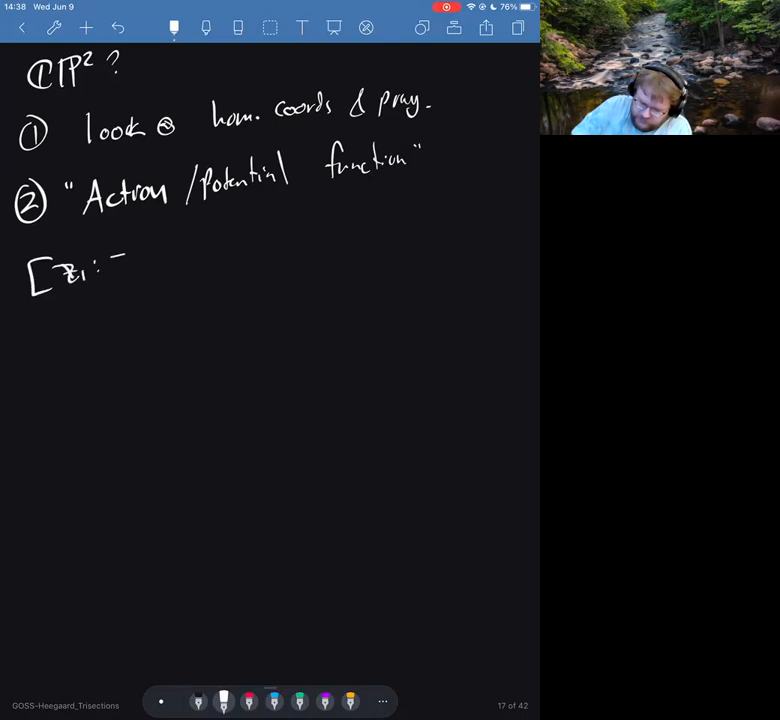 14:38 Wed Jun 9 76%
ℂℙ² ?
① look @ hom. coords & pray.
② "Action / potential function"
[z₁ : 
GOSS-Heegaard_Trisections 17 of 42